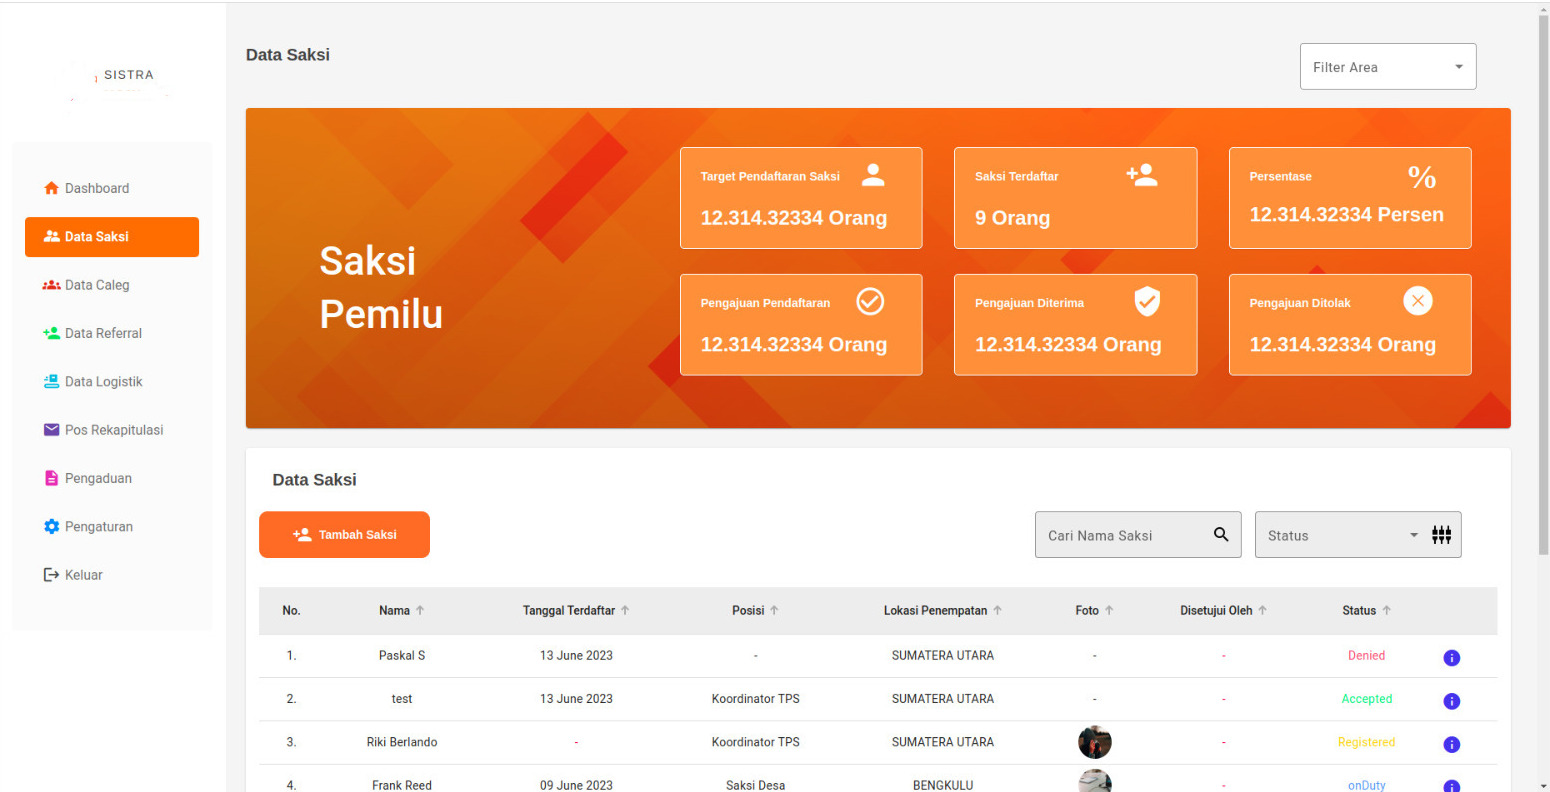 SISTRA
Dashboard
Data Saksi
Data Caleg
Data Referral
Data Logistik
Pos Rekapitulasi
Pengaduan
Pengaturan
Keluar
Data Saksi
Filter Area
Saksi
Pemilu
Target Pendaftaran Saksi
12.314.32334 Orang
Saksi Terdaftar
9 Orang
Persentase %
12.314.32334 Persen
Pengajuan Pendaftaran
12.314.32334 Orang
Pengajuan Diterima
12.314.32334 Orang
Pengajuan Ditolak
12.314.32334 Orang
Data Saksi
Tambah Saksi
Cari Nama Saksi
Status
No. Nama Tanggal Terdaftar Posisi Lokasi Penempatan Foto Disetujui Oleh Status
1. Paskal S 13 June 2023 - SUMATERA UTARA - - Denied
2. test 13 June 2023 Koordinator TPS SUMATERA UTARA - - Accepted
3. Riki Berlando - Koordinator TPS SUMATERA UTARA - Registered
4. Frank Reed 09 June 2023 Saksi Desa BENGKULU - onDuty